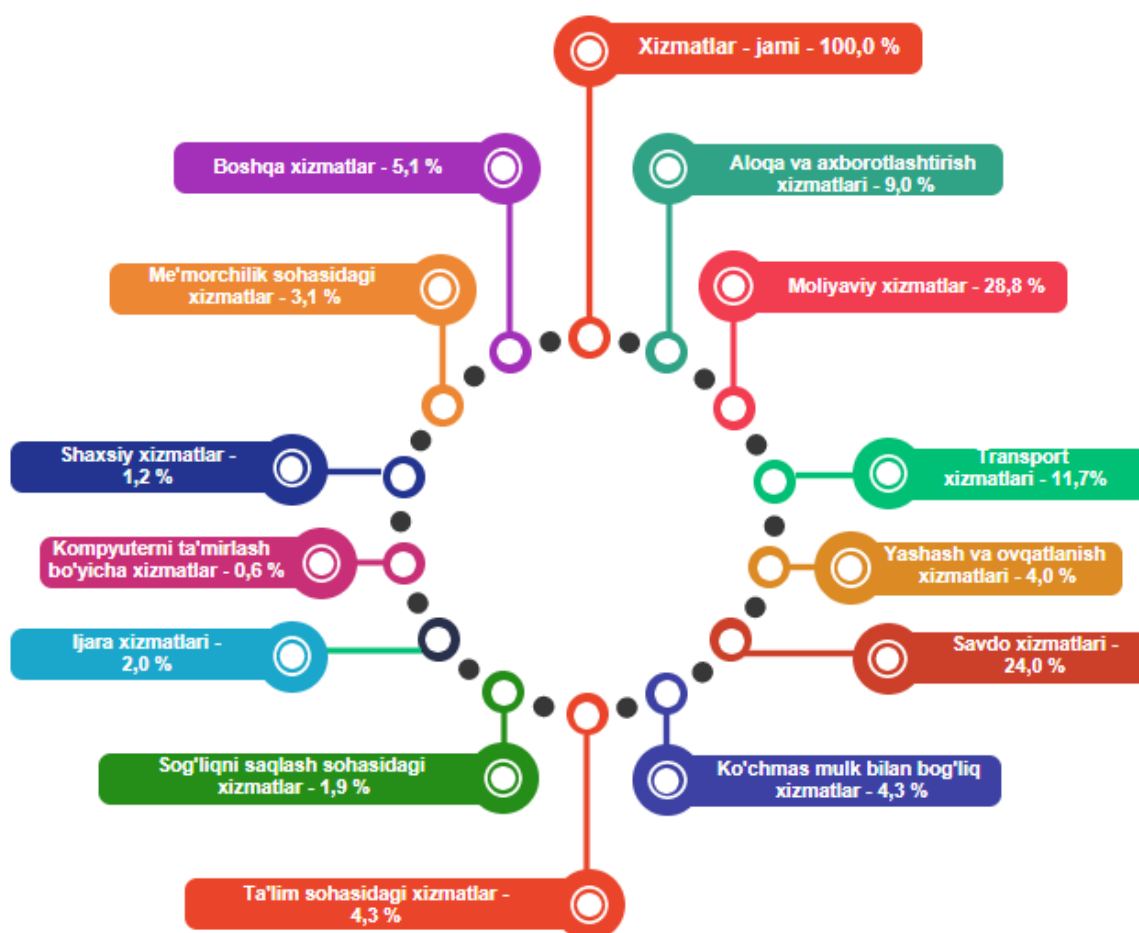 Xizmatlar - jami - 100,0 %
Boshqa xizmatlar - 5,1 %
Aloqa va axborotlashtirish
xizmatlari - 9,0 %
Me'morchilik sohasidagi
xizmatlar - 3,1 %
Moliyaviy xizmatlar - 28,8 %
Shaxsiy xizmatlar -
1,2 %
Transport
xizmatlari - 11,7%
Kompyuterni ta'mirlash
bo'yicha xizmatlar - 0,6 %
Yashash va ovqatlanish
xizmatlari - 4,0 %
Ijara xizmatlari -
2,0 %
Savdo xizmatlari -
24,0 %
Sog'liqni saqlash sohasidagi
xizmatlar - 1,9 %
Ko'chmas mulk bilan bog'liq
xizmatlar - 4,3 %
Ta'lim sohasidagi xizmatlar -
4,3 %